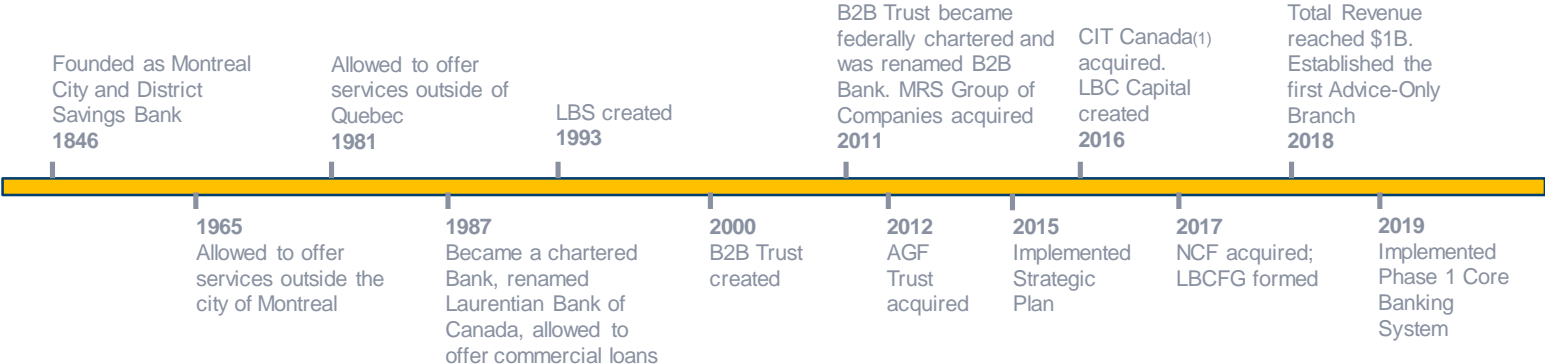 Founded as Montreal
City and District
Savings Bank
1846
Allowed to offer
services outside of
Quebec
1981
LBS created
1993
B2B Trust became
federally chartered and
was renamed B2B
Bank. MRS Group of
Companies acquired
2011
CIT Canada(1)
acquired.
LBC Capital
created
2016
Total Revenue
reached $1B.
Established the
first Advice-Only
Branch
2018
1965
Allowed to offer
services outside the
city of Montreal
1987
Became a chartered
Bank, renamed
Laurentian Bank of
Canada, allowed to
offer commercial loans
2000
B2B Trust
created
2012
AGF
Trust
acquired
2015
Implemented
Strategic
Plan
2017
NCF acquired;
LBCFG formed
2019
Implemented
Phase 1 Core
Banking
System